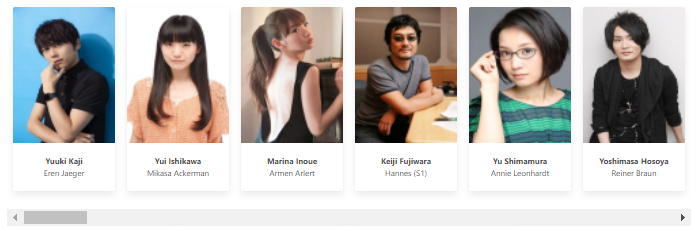 Yuuki Kaji
Eren Jaeger
Yui Ishikawa
Mikasa Ackerman
Marina Inoue
Armen Arlert
Keiji Fujiwara
Hannes (S1)
Yu Shimamura
Annie Leonhardt
Yoshimasa Hosoya
Reiner Braun